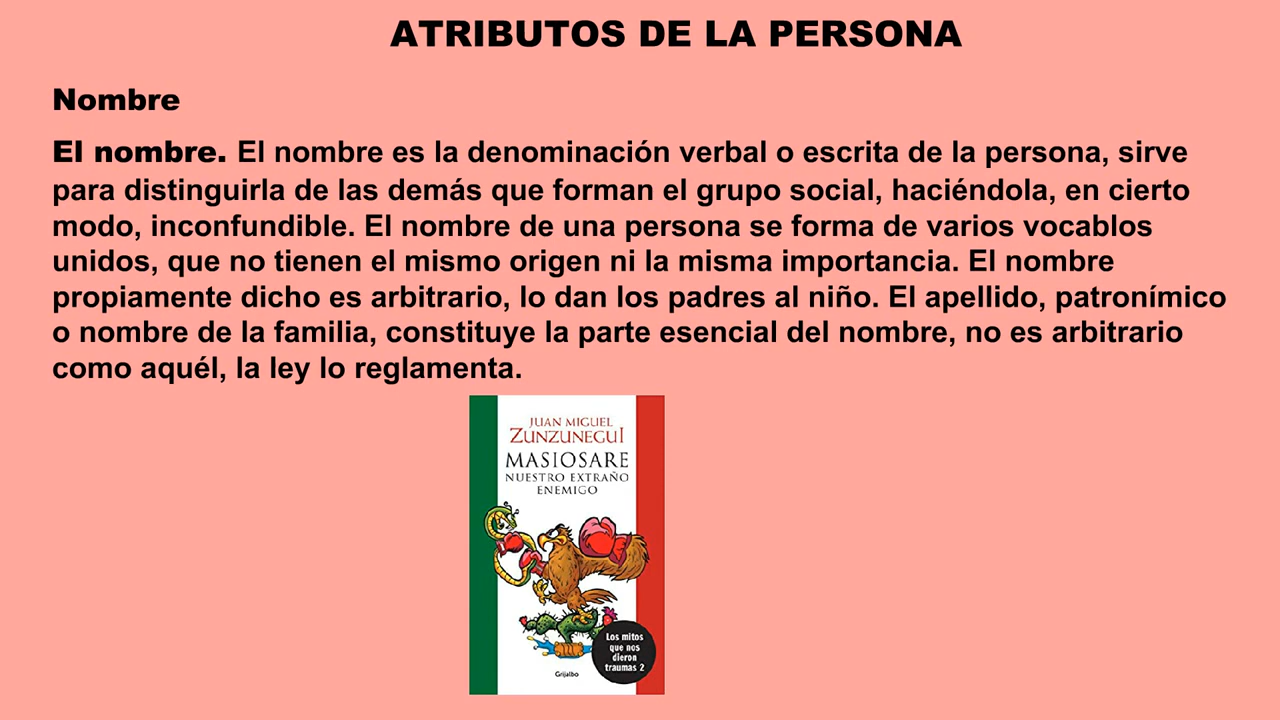 ATRIBUTOS DE LA PERSONA
Nombre
El nombre. El nombre es la denominación verbal o escrita de la persona, sirve
para distinguirla de las demás que forman el grupo social, haciéndola, en cierto
modo, inconfundible. El nombre de una persona se forma de varios vocablos
unidos, que no tienen el mismo origen ni la misma importancia. El nombre
propiamente dicho es arbitrario, lo dan los padres al niño. El apellido, patronímico
o nombre de la familia, constituye la parte esencial del nombre, no es arbitrario
como aquél, la ley lo reglamenta.
JUAN MIGUEL
ZUNZUNEGUI
MASIOSARE
NUESTRO EXTRAÑO
ENEMIGO
Los mitos
que nos
dieron
traumas 2
Grijalbo